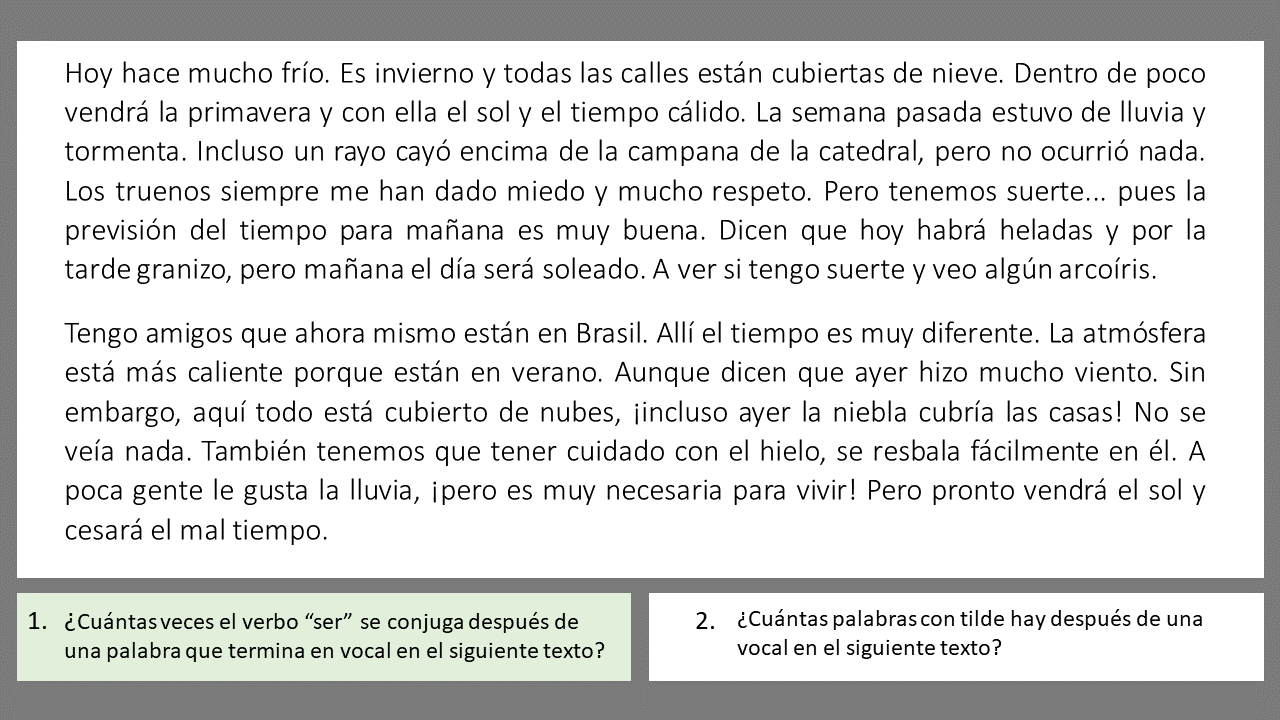 Hoy hace mucho frío. Es invierno y todas las calles están cubiertas de nieve. Dentro de poco
vendrá la primavera y con ella el sol y el tiempo cálido. La semana pasada estuvo de lluvia y
tormenta. Incluso un rayo cayó encima de la campana de la catedral, pero no ocurrió nada.
Los truenos siempre me han dado miedo y mucho respeto. Pero tenemos suerte... pues la
previsión del tiempo para mañana es muy buena. Dicen que hoy habrá heladas y por la
tarde granizo, pero mañana el día será soleado. A ver si tengo suerte y veo algún arcoíris.
Tengo amigos que ahora mismo están en Brasil. Allí el tiempo es muy diferente. La atmósfera
está más caliente porque están en verano. Aunque dicen que ayer hizo mucho viento. Sin
embargo, aquí todo está cubierto de nubes, ¡incluso ayer la niebla cubría las casas! No se
veía nada. También tenemos que tener cuidado con el hielo, se resbala fácilmente en él. A
poca gente le gusta la lluvia, ¡pero es muy necesaria para vivir! Pero pronto vendrá el sol y
cesará el mal tiempo.
1. ¿Cuántas veces el verbo “ser” se conjuga después de
una palabra que termina en vocal en el siguiente texto?
2. ¿Cuántas palabras con tilde hay después de una
vocal en el siguiente texto?